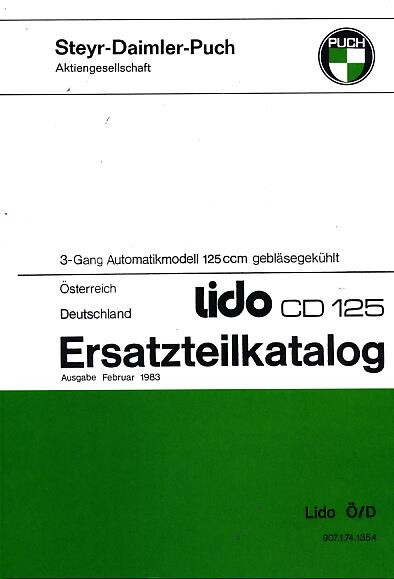 Steyr-Daimler-Puch
Aktiengesellschaft
PUCH
3-Gang Automatikmodell 125 ccm gebläsegekühlt
Österreich
Deutschland
lido CD 125
Ersatzteilkatalog
Ausgabe Februar 1983
Lido Ö/D
907.1.74.135.4